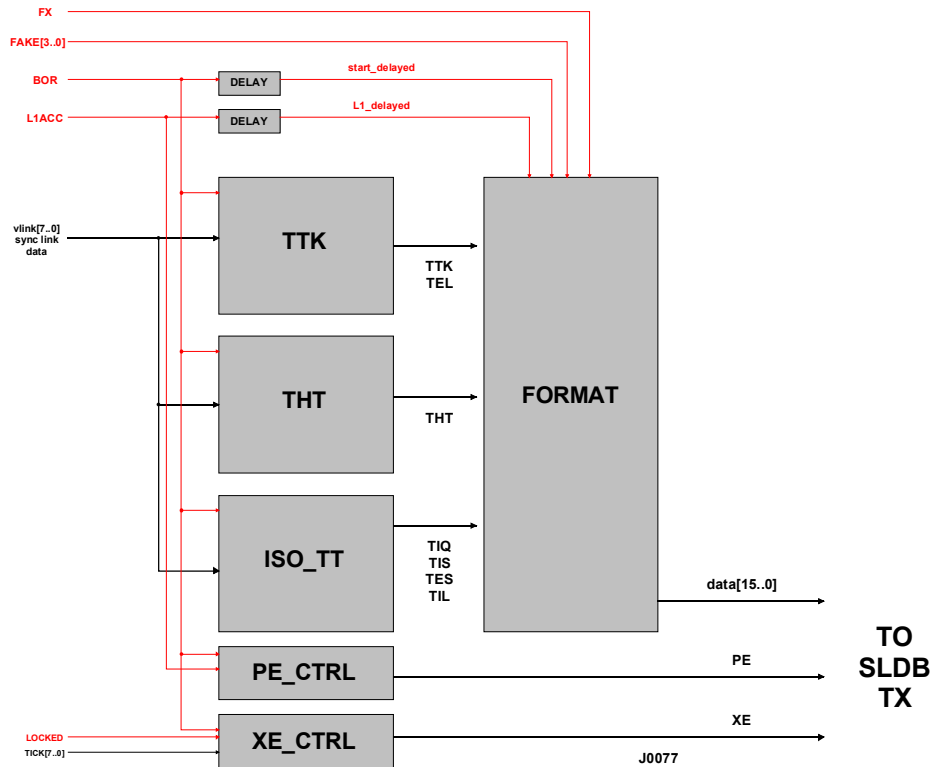 FX
FAKE[3..0]
BOR
DELAY
start_delayed
L1ACC
DELAY
L1_delayed
vlink[7..0]
sync link
data
TTK
TTK
TEL
THT
THT
FORMAT
ISO_TT
TIQ
TIS
TES
TIL
data[15..0]
TO
SLDB
TX
PE_CTRL
PE
LOCKED
TICK[7..0]
XE_CTRL
XE
J0077